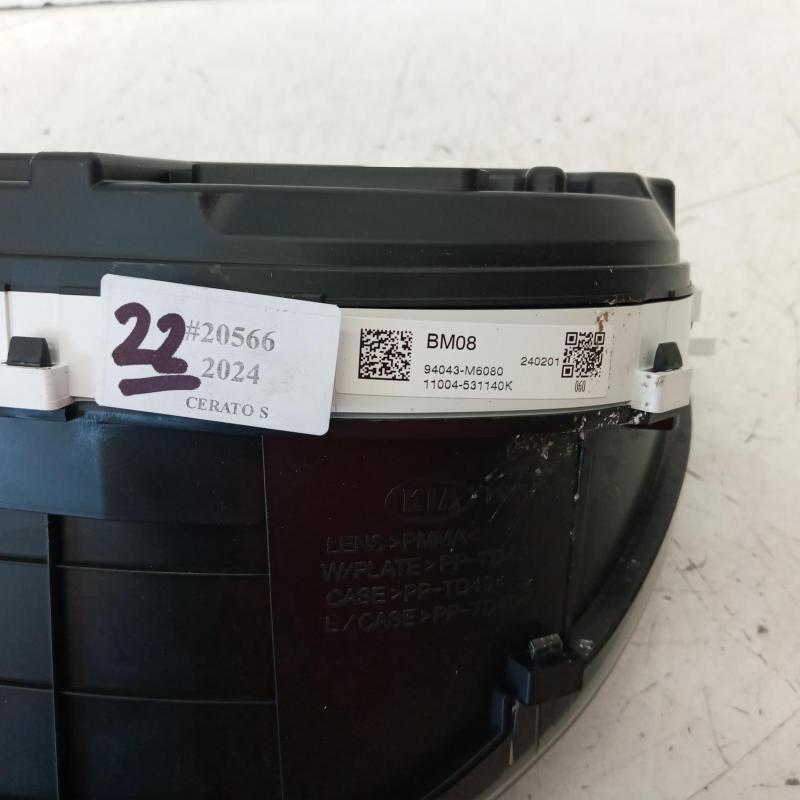 22
#20566
2024
CERATO S
BM08
94043-M6080
11004-531140K
240201
060
KIA
LENS >PMMA<
W/PLATE >PP-TD
CASE >PP-TD40<
L / CASE >PP-TD